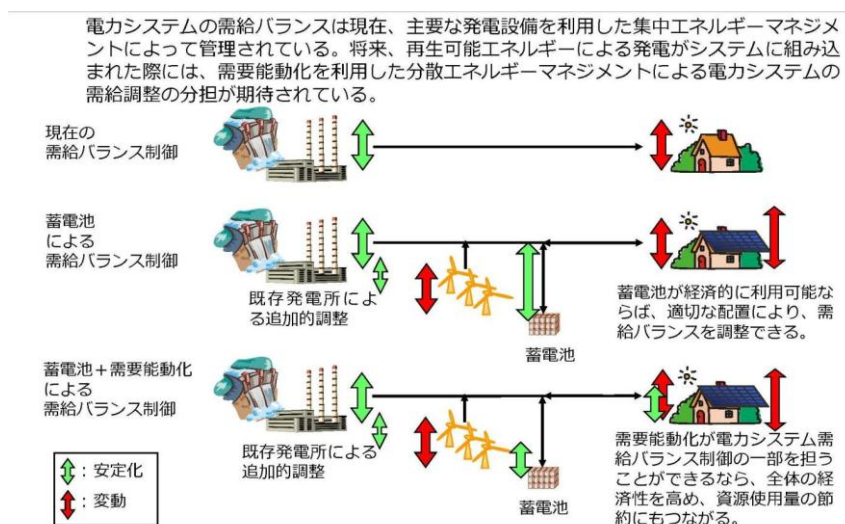 電力システムの需給バランスは現在、主要な発電設備を利用した集中エネルギーマネジメ
ントによって管理されている。将来、再生可能エネルギーによる発電がシステムに組み込
まれた際には、需要能動化を利用した分散エネルギーマネジメントによる電力システムの
需給調整の分担が期待されている。
現在の
需給バランス制御
蓄電池
による
需給バランス制御
既存発電所によ
る追加的調整
蓄電池
蓄電池が経済的に利用可能な
らば、適切な配置により、需
給バランスを調整できる。
蓄電池+需要能動化
による
需給バランス制御
既存発電所による
追加的調整
蓄電池
需要能動化が電力システム需
給バランス制御の一部を担う
ことができるなら、全体の経
済性を高め、資源使用量の節
約にもつながる。
:安定化
:変動